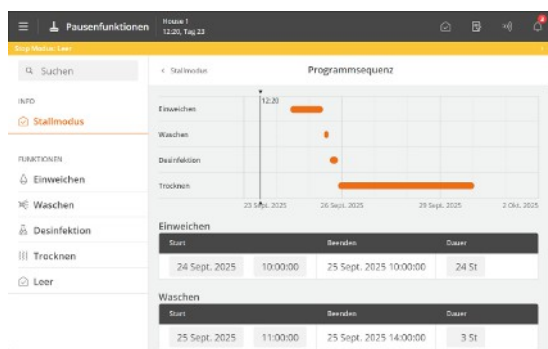 Pausenfunktionen
House 1
12:20, Tag 23
Stop Modus: Leer
Suchen
Stallmodus
Programmsequenz
INFO
Stallmodus
FUNKTIONEN
Einweichen
Waschen
Desinfektion
Trocknen
Leer
12:20
Einweichen
Waschen
Desinfektion
Trocknen
23 Sept. 2025
26 Sept. 2025
29 Sept. 2025
2 Okt. 2025
Einweichen
Start Beenden Dauer
24 Sept. 2025 10:00:00 25 Sept. 2025 10:00:00 24 St
Waschen
Start Beenden Dauer
25 Sept. 2025 11:00:00 25 Sept. 2025 14:00:00 3 St